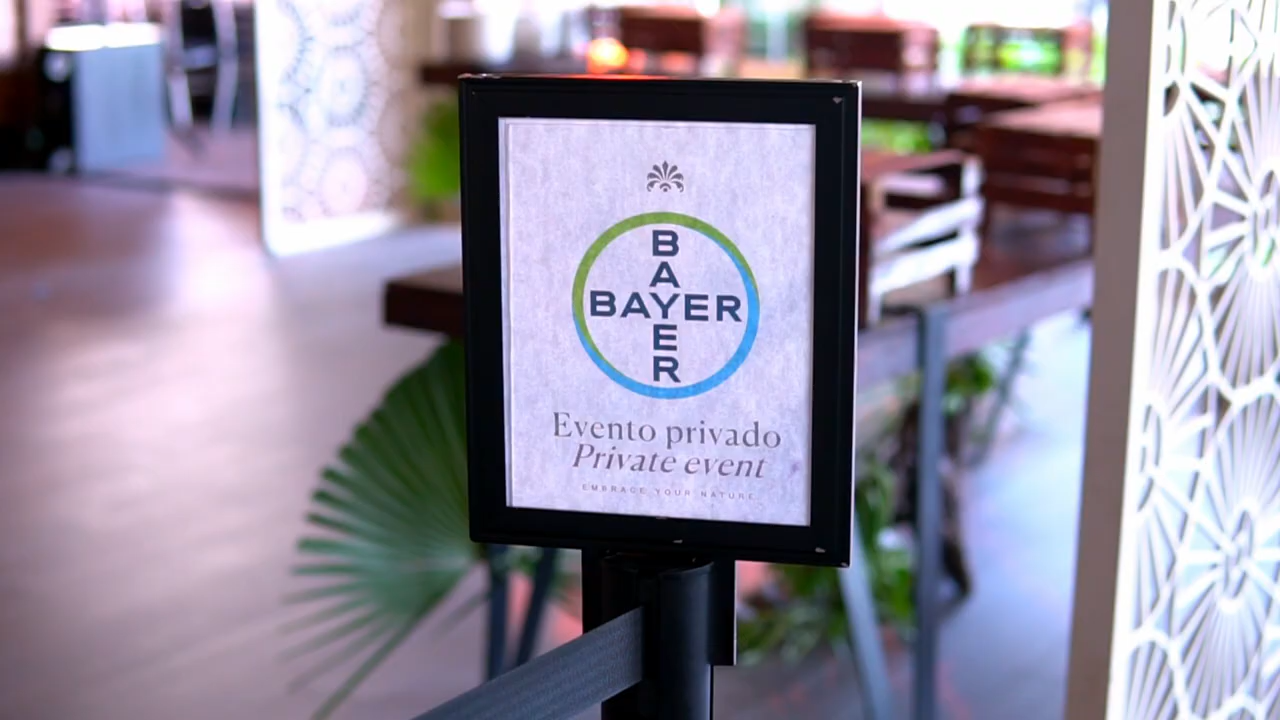 BAYER
BAYER
Evento privado
Private event
EMBRACE YOUR NATURE